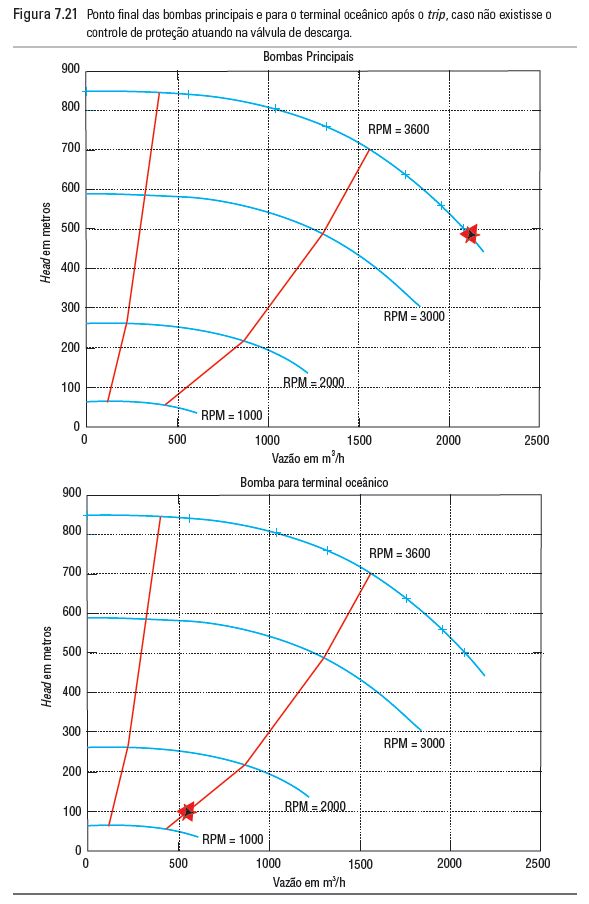 Figura 7.21 Ponto final das bombas principais e para o terminal oceânico após o trip, caso não existisse o
controle de proteção atuando na válvula de descarga.
Bombas Principais
900
800
700
600
500
400
300
200
100
0
Head em metros
RPM = 3600
RPM = 3000
RPM = 2000
RPM = 1000
0 500 1000 1500 2000 2500
Vazão em m³/h
Bomba para terminal oceânico
900
800
700
600
500
400
300
200
100
0
Head em metros
RPM = 3600
RPM = 3000
RPM = 2000
RPM = 1000
0 500 1000 1500 2000 2500
Vazão em m³/h